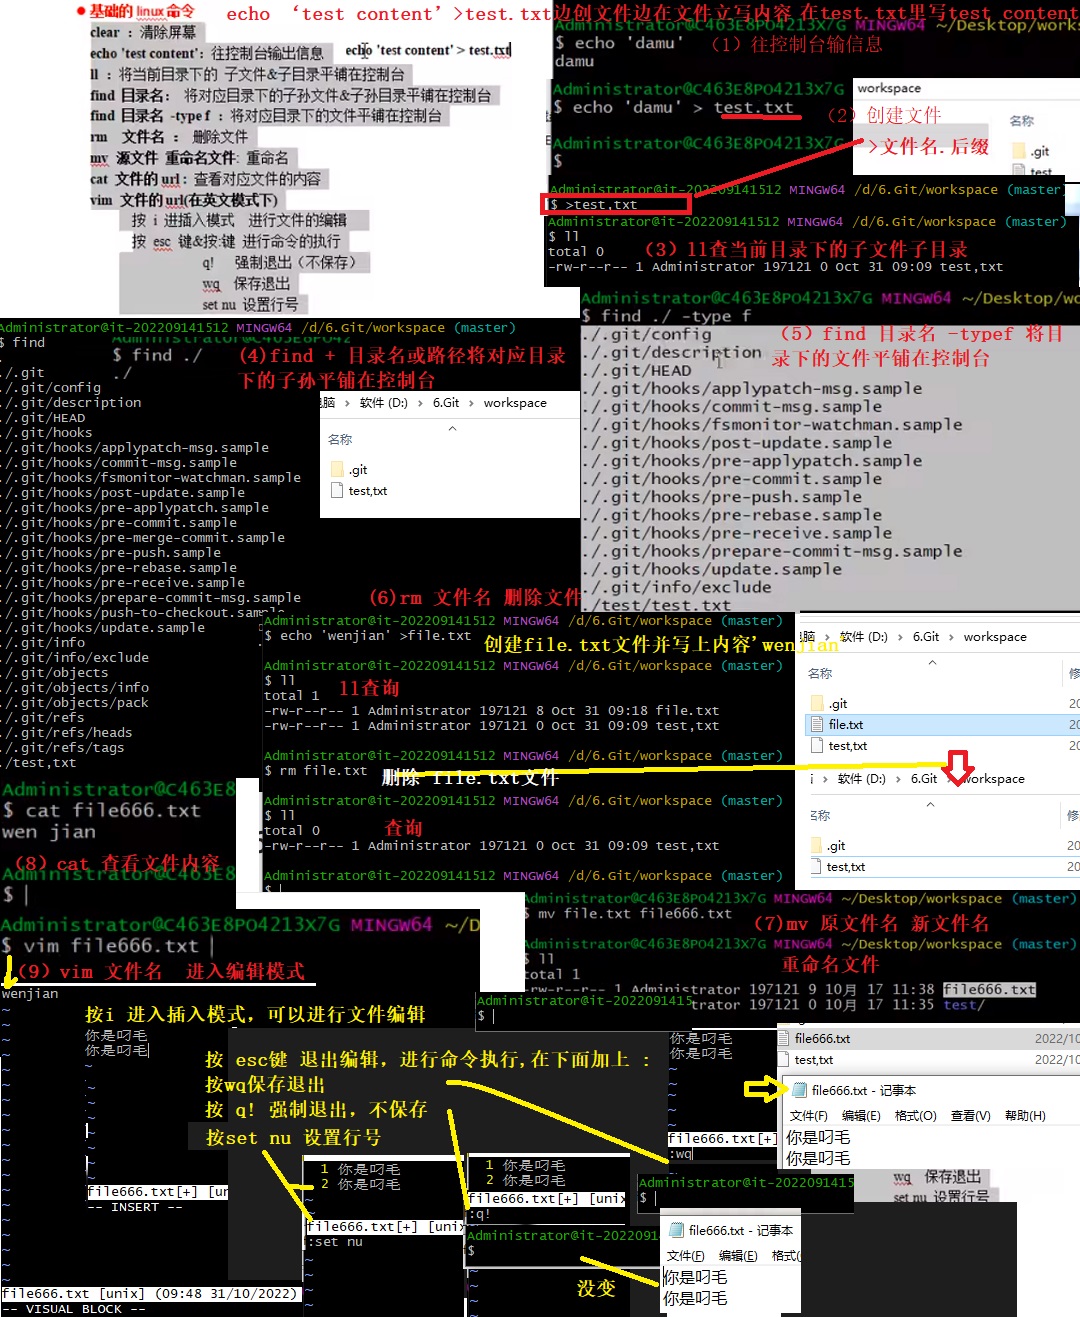 基础的 linux 命令
clear ：清除屏幕
echo 'test content'：往控制台输出信息
echo 'test content' > test.txt
ll ：将当前目录下的 子文件&子目录平铺在控制台
find 目录名： 将对应目录下的子孙文件&子孙目录平铺在控制台
find 目录名 -type f ：将对应目录下的文件平铺在控制台
rm 文件名 ： 删除文件
mv 源文件 重命名文件: 重命名
cat 文件的 url：查看对应文件的内容
vim 文件的 url(在英文模式下)
按 i 进插入模式 进行文件的编辑
按 esc 键&按:键 进行命令的执行
q! 强制退出（不保存）
wq 保存退出
set nu 设置行号
echo ‘test content’>test.txt边创文件边在文件立写内容 在test.txt里写test content
Administrator@C463E8PO4213X7G MINGW64 ~/Desktop/work
$ echo 'damu'
（1）往控制台输信息
damu
Administrator@C463E8PO4213X7G
$ echo 'damu' > test.txt
（2）创建文件
Administrator@C463E8PO4213X7G
$
workspace
名称
.git
test
>文件名.后缀
Administrator@it-202209141512 MINGW64 /d/6.Git/workspace (master)
$ >test,txt
Administrator@it-202209141512 MINGW64 /d/6.Git/workspace (master)
$ ll
（3）ll查当前目录下的子文件子目录
total 0
-rw-r--r-- 1 Administrator 197121 0 Oct 31 09:09 test,txt
Administrator@it-202209141512 MINGW64 /d/6.Git/workspace (master)
$ find
$ find ./
./
(4)find + 目录名或路径将对应目录
下的子孙平铺在控制台
.
./.git
./.git/config
./.git/description
./.git/HEAD
./.git/hooks
./.git/hooks/applypatch-msg.sample
./.git/hooks/commit-msg.sample
./.git/hooks/fsmonitor-watchman.sample
./.git/hooks/post-update.sample
./.git/hooks/pre-applypatch.sample
./.git/hooks/pre-commit.sample
./.git/hooks/pre-merge-commit.sample
./.git/hooks/pre-push.sample
./.git/hooks/pre-rebase.sample
./.git/hooks/pre-receive.sample
./.git/hooks/prepare-commit-msg.sample
./.git/hooks/push-to-checkout.sample
./.git/hooks/update.sample
./.git/info
./.git/info/exclude
./.git/objects
./.git/objects/info
./.git/objects/pack
./.git/refs
./.git/refs/heads
./.git/refs/tags
./test,txt
脑 > 软件 (D:) > 6.Git > workspace
名称
.git
test,txt
Administrator@C463E8PO4213X7G MINGW64 ~/Desktop/wo
$ find ./ -type f
（5）find 目录名 -typef 将目
录下的文件平铺在控制台
./.git/config
./.git/description
./.git/HEAD
./.git/hooks/applypatch-msg.sample
./.git/hooks/commit-msg.sample
./.git/hooks/fsmonitor-watchman.sample
./.git/hooks/post-update.sample
./.git/hooks/pre-applypatch.sample
./.git/hooks/pre-commit.sample
./.git/hooks/pre-push.sample
./.git/hooks/pre-rebase.sample
./.git/hooks/pre-receive.sample
./.git/hooks/prepare-commit-msg.sample
./.git/hooks/update.sample
./.git/info/exclude
./test/test.txt
(6)rm 文件名 删除文件
Administrator@it-202209141512 MINGW64 /d/6.Git/workspace (master)
$ echo 'wenjian' >file.txt
创建file.txt文件并写上内容'wenjian'
Administrator@it-202209141512 MINGW64 /d/6.Git/workspace (master)
$ ll
ll查询
total 1
-rw-r--r-- 1 Administrator 197121 8 Oct 31 09:18 file.txt
-rw-r--r-- 1 Administrator 197121 0 Oct 31 09:09 test,txt
Administrator@it-202209141512 MINGW64 /d/6.Git/workspace (master)
$ rm file.txt
删除 file.txt文件
Administrator@it-202209141512 MINGW64 /d/6.Git/workspace (master)
$ ll
查询
total 0
-rw-r--r-- 1 Administrator 197121 0 Oct 31 09:09 test,txt
Administrator@it-202209141512 MINGW64 /d/6.Git/workspace (master)
$
脑 > 软件 (D:) > 6.Git > workspace
名称
修
.git
20
file.txt
20
test,txt
20
> 软件 (D:) > 6.Git > workspace
名称
修
.git
20
test,txt
20
Administrator@C463E8
$ cat file666.txt
wen jian
（8）cat 查看文件内容
Administrator@C463E8
$
Administrator@C463E8PO4213X7G MINGW64 ~/Desktop/workspace (master)
$ mv file.txt file666.txt
（7)mv 原文件名 新文件名
重命名文件
Administrator@C463E8PO4213X7G MINGW64 ~/Desktop/workspace (master)
$ ll
total 1
trator 197121 9 10月 17 11:38 file666.txt
trator 197121 0 10月 17 11:35 test/
Administrator@C463E8PO4213X7G MINGW64 ~/D
$ vim file666.txt
（9）vim 文件名 进入编辑模式
wenjian
按i 进入插入模式，可以进行文件编辑
你是叼毛
你是叼毛
file666.txt[+] [un
-- INSERT --
file666.txt [unix] (09:48 31/10/2022)
-- VISUAL BLOCK --
Administrator@it-2022091415
$
按 esc键 退出编辑，进行命令执行,在下面加上 :
按wq保存退出
按 q! 强制退出，不保存
按set nu 设置行号
1 你是叼毛
2 你是叼毛
file666.txt[+] [unix
:set nu
1 你是叼毛
2 你是叼毛
file666.txt[+] [unix
:q!
Administrator@it-2022091
$
没变
你是叼毛
你是叼毛
file666.txt[+]
:wq
Administrator@it-2022091415
$
file666.txt
2022/10
test,txt
2022/10
file666.txt - 记事本
文件(F) 编辑(E) 格式(O) 查看(V) 帮助(H)
你是叼毛
你是叼毛
wq 保存退出
set nu 设置行号
file666.txt - 记事本
文件(F) 编辑(E) 格式(
你是叼毛
你是叼毛